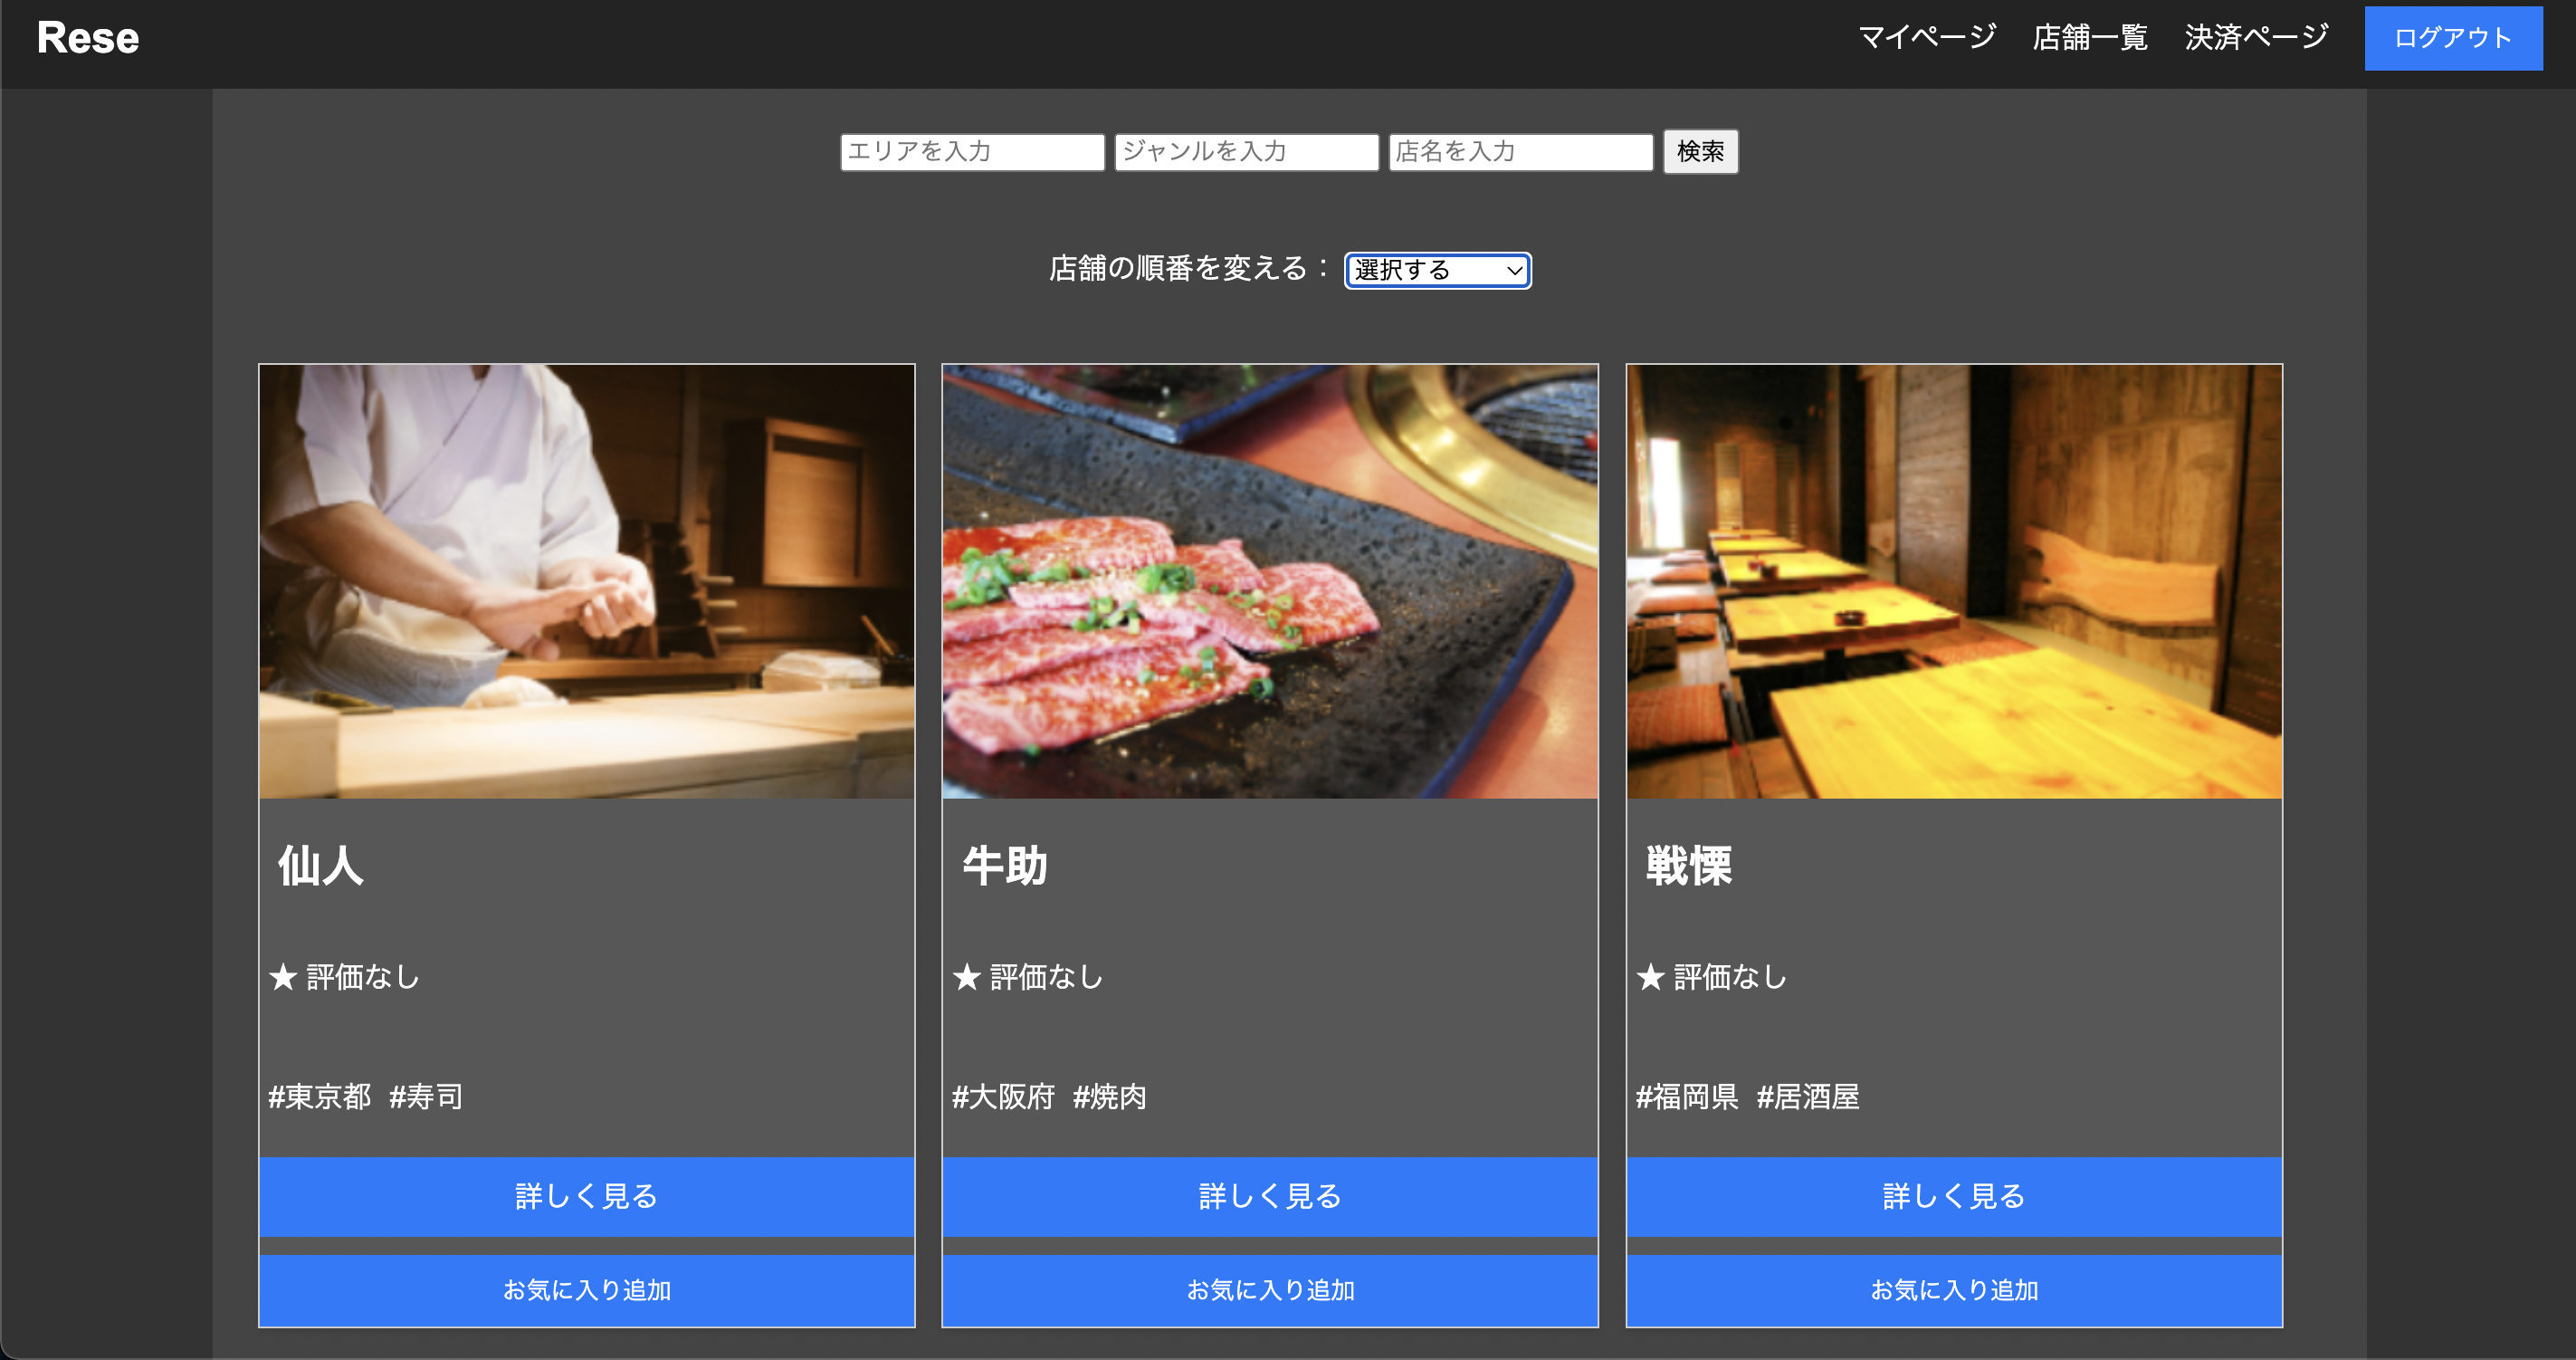 Rese マイページ 店舗一覧 決済ページ ログアウト
エリアを入力 ジャンルを入力 店名を入力 検索
店舗の順番を変える： 選択する
仙人 牛助 戦慄
★ 評価なし ★ 評価なし ★ 評価なし
#東京都 #寿司 #大阪府 #焼肉 #福岡県 #居酒屋
詳しく見る 詳しく見る 詳しく見る
お気に入り追加 お気に入り追加 お気に入り追加